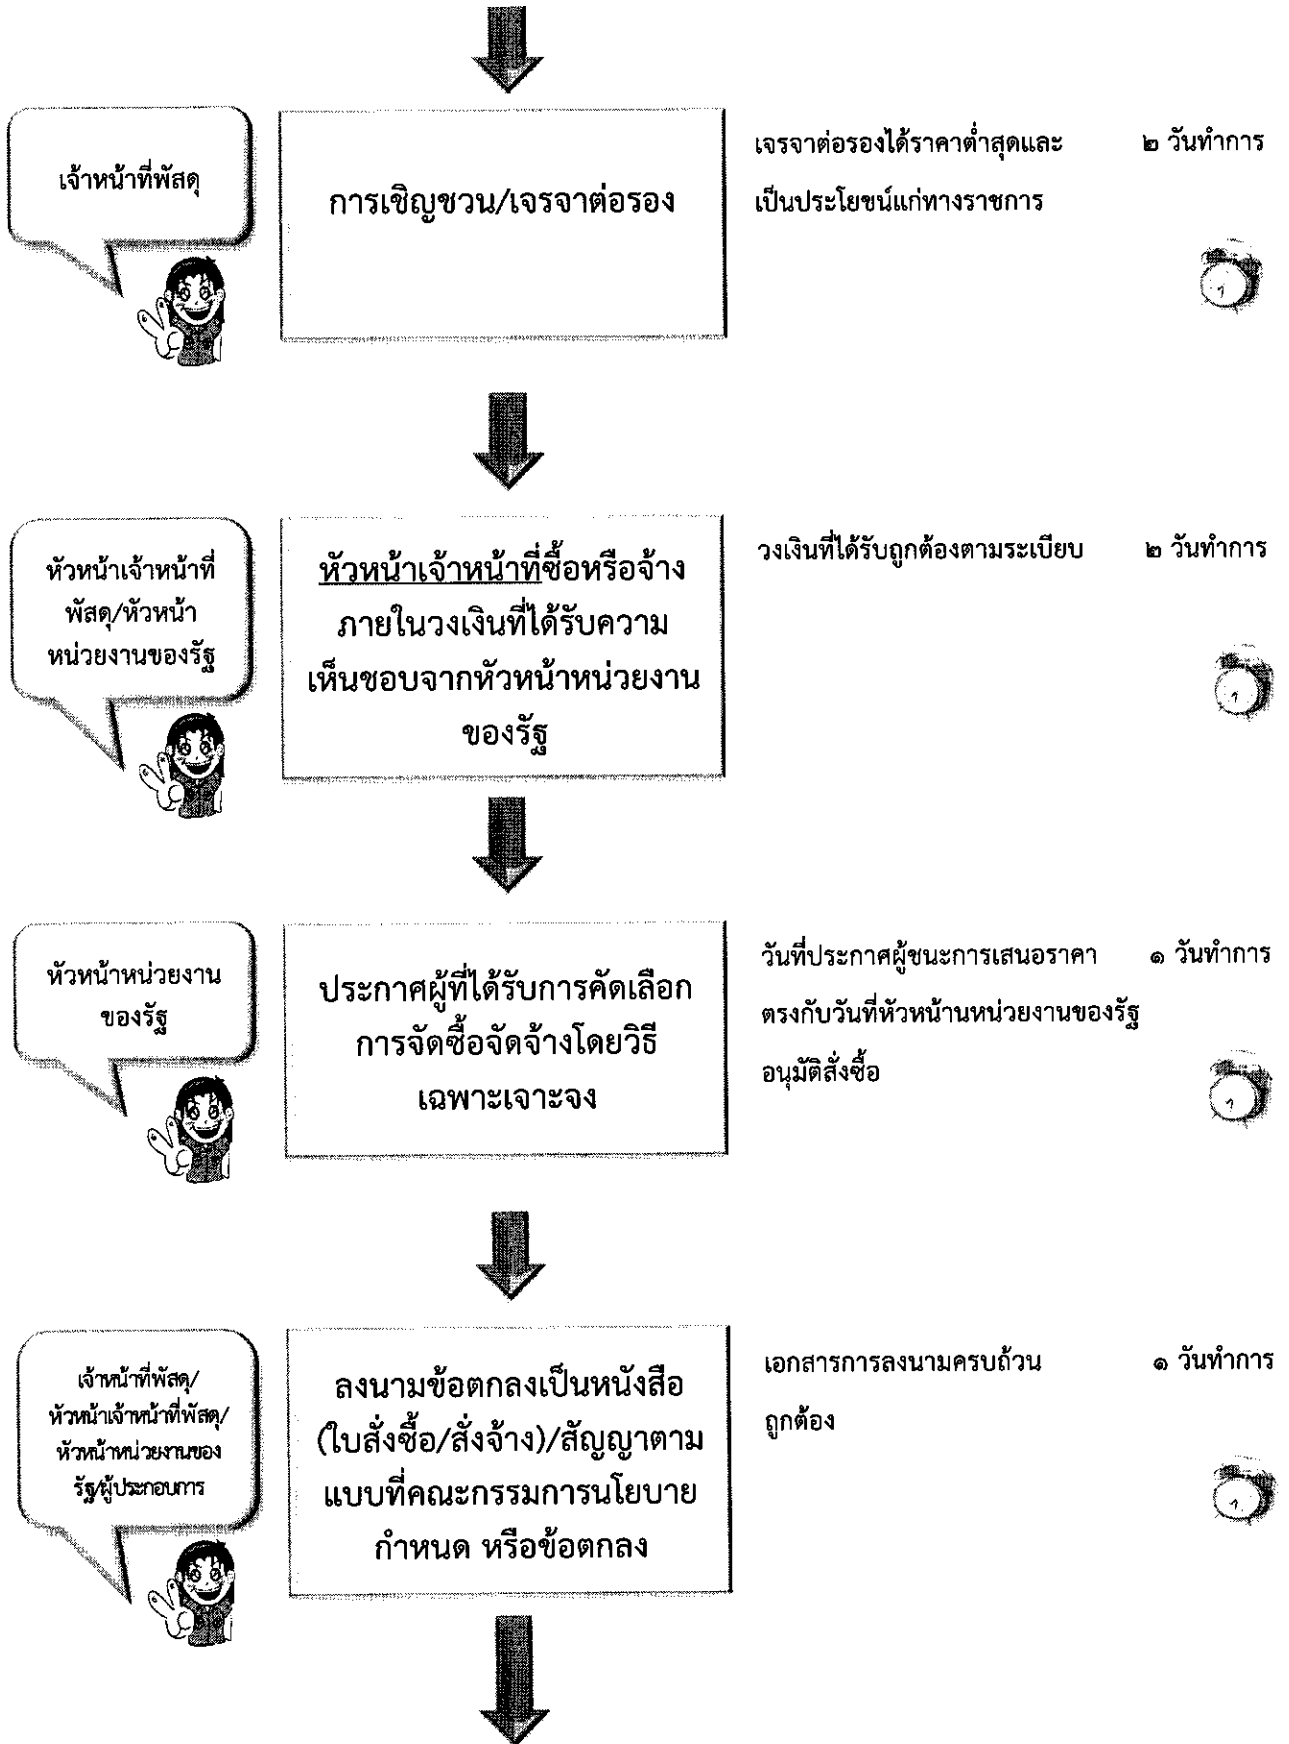 เจ้าหน้าที่พัสดุ
การเชิญชวน/เจรจาต่อรอง
เจรจาต่อรองได้ราคาต่ำสุดและ ๒ วันทำการ
เป็นประโยชน์แก่ทางราชการ
หัวหน้าเจ้าหน้าที่
พัสดุ/หัวหน้า
หน่วยงานของรัฐ
หัวหน้าเจ้าหน้าที่ซื้อหรือจ้าง
ภายในวงเงินที่ได้รับความ
เห็นชอบจากหัวหน้าหน่วยงาน
ของรัฐ
วงเงินที่ได้รับถูกต้องตามระเบียบ ๒ วันทำการ
หัวหน้าหน่วยงาน
ของรัฐ
ประกาศผู้ที่ได้รับการคัดเลือก
การจัดซื้อจัดจ้างโดยวิธี
เฉพาะเจาะจง
วันที่ประกาศผู้ชนะการเสนอราคา ๑ วันทำการ
ตรงกับวันที่หัวหน้านหน่วยงานของรัฐ
อนุมัติสั่งซื้อ
เจ้าหน้าที่พัสดุ/
หัวหน้าเจ้าหน้าที่พัสดุ/
หัวหน้าหน่วยงานของ
รัฐ/ผู้ประกอบการ
ลงนามข้อตกลงเป็นหนังสือ
(ใบสั่งซื้อ/สั่งจ้าง)/สัญญาตาม
แบบที่คณะกรรมการนโยบาย
กำหนด หรือข้อตกลง
เอกสารการลงนามครบถ้วน ๑ วันทำการ
ถูกต้อง